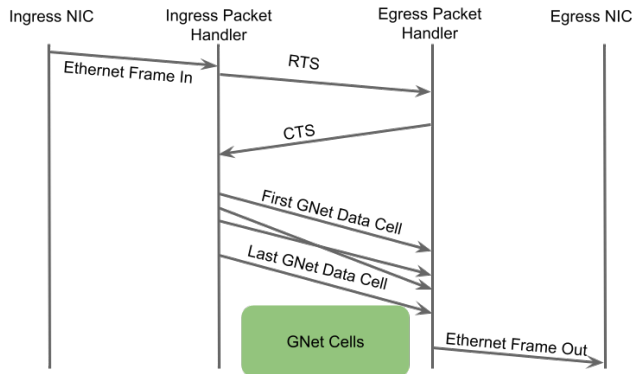 Ingress NIC
Ingress Packet
Handler
Egress Packet
Handler
Egress NIC
Ethernet Frame In
RTS
CTS
First GNet Data Cell
Last GNet Data Cell
GNet Cells
Ethernet Frame Out